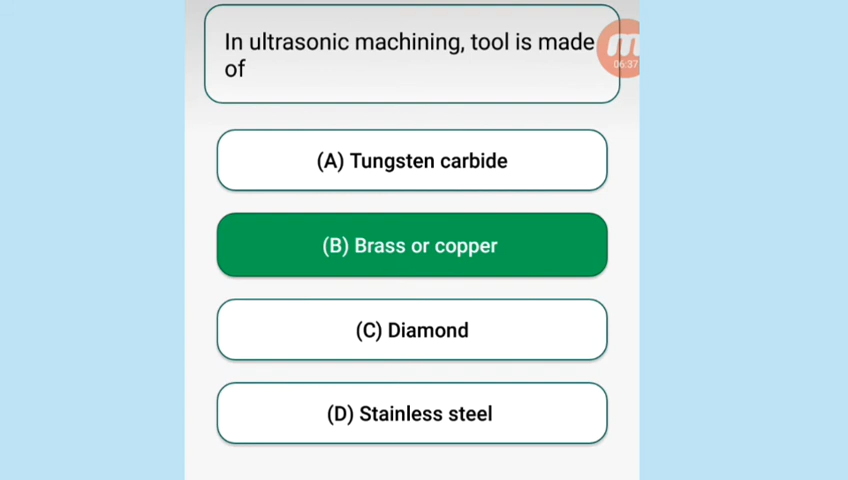 In ultrasonic machining, tool is made
of
m
06:37
(A) Tungsten carbide
(B) Brass or copper
(C) Diamond
(D) Stainless steel